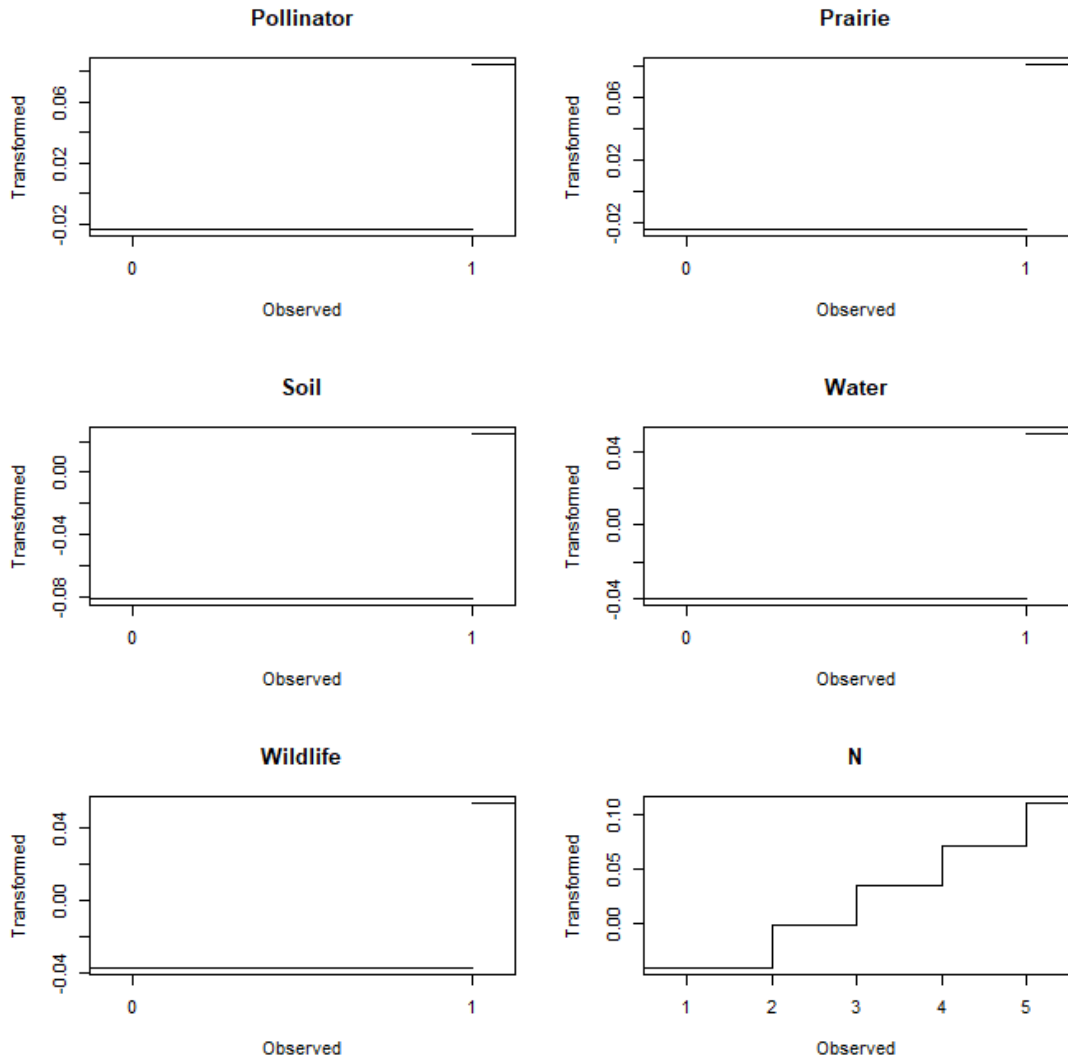 Pollinator
Transformed
0.06
0.02
-0.02
0
1
Observed
Prairie
Transformed
0.06
0.02
-0.02
0
1
Observed
Soil
Transformed
0.00
-0.04
-0.08
0
1
Observed
Water
Transformed
0.04
0.00
-0.04
0
1
Observed
Wildlife
Transformed
0.04
0.00
-0.04
0
1
Observed
N
Transformed
0.10
0.05
0.00
1
2
3
4
5
Observed